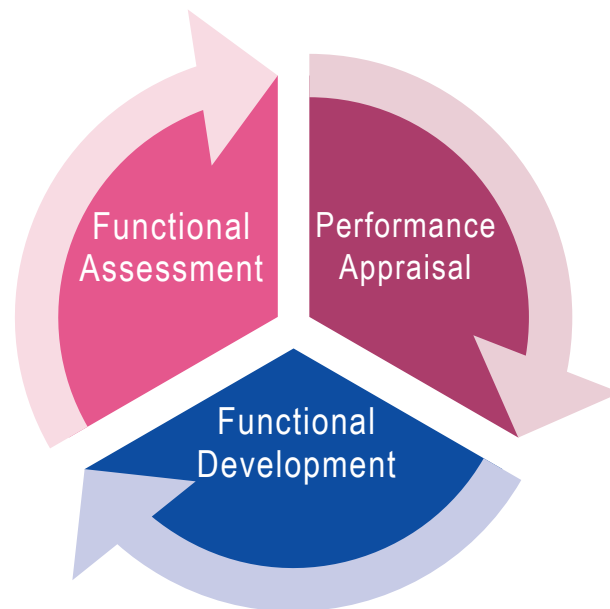 Functional
Assessment
Performance
Appraisal
Functional
Development